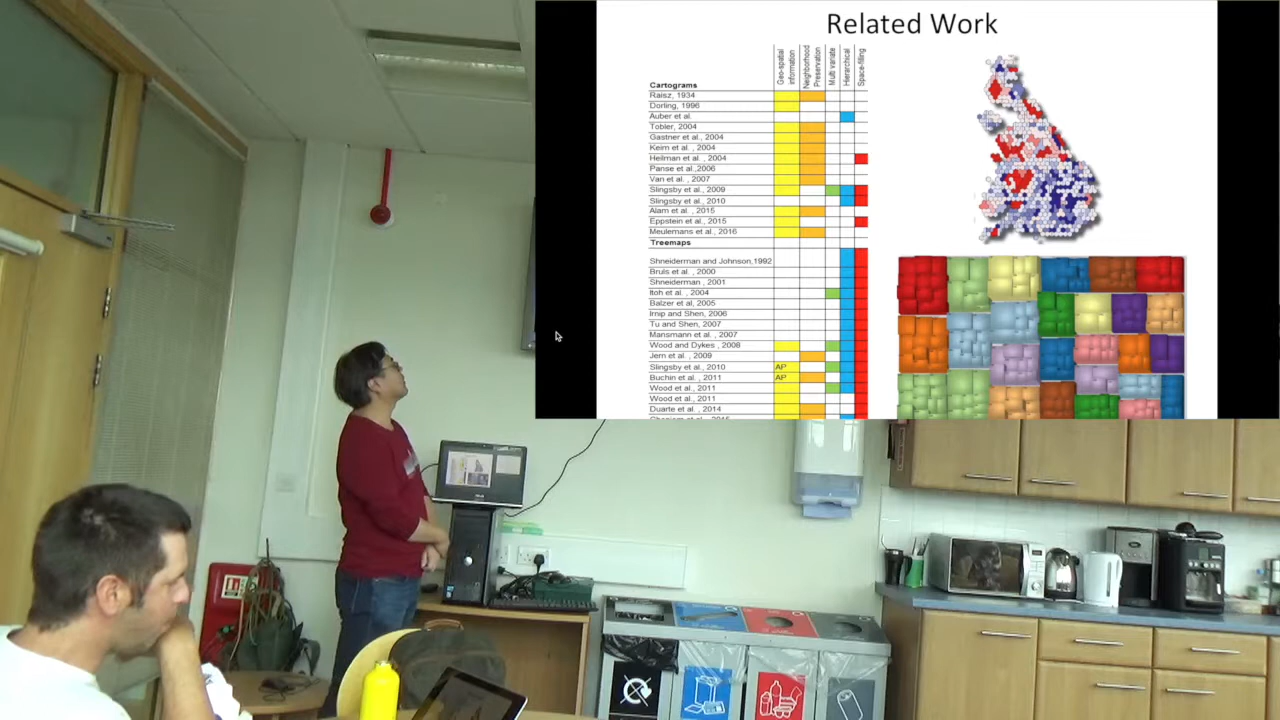 Related Work
Geo-spatial information
Neighborhood Preservation
Multi variate
Hierarchical
Space-filling
Cartograms
Raisz, 1934
Dorling, 1996
Auber et al.
Tobler, 2004
Gastner et al., 2004
Keim et al. , 2004
Heilman et al. , 2004
Panse et al.,2006
Van et al. , 2007
Slingsby et al., 2009
Slingsby et al., 2010
Alam et al. , 2015
Eppstein et al., 2015
Meulemans et al., 2016
Treemaps
Shneiderman and Johnson,1992
Bruls et al. , 2000
Shneiderman , 2001
Itoh et al. , 2004
Balzer et al, 2005
Irnip and Shen, 2006
Tu and Shen, 2007
Mansmann et al. , 2007
Wood and Dykes , 2008
Jern et al. , 2009
Slingsby et al., 2010 AP
Buchin et al. , 2011 AP
Wood et al. , 2011
Wood et al. , 2011
Duarte et al. , 2014